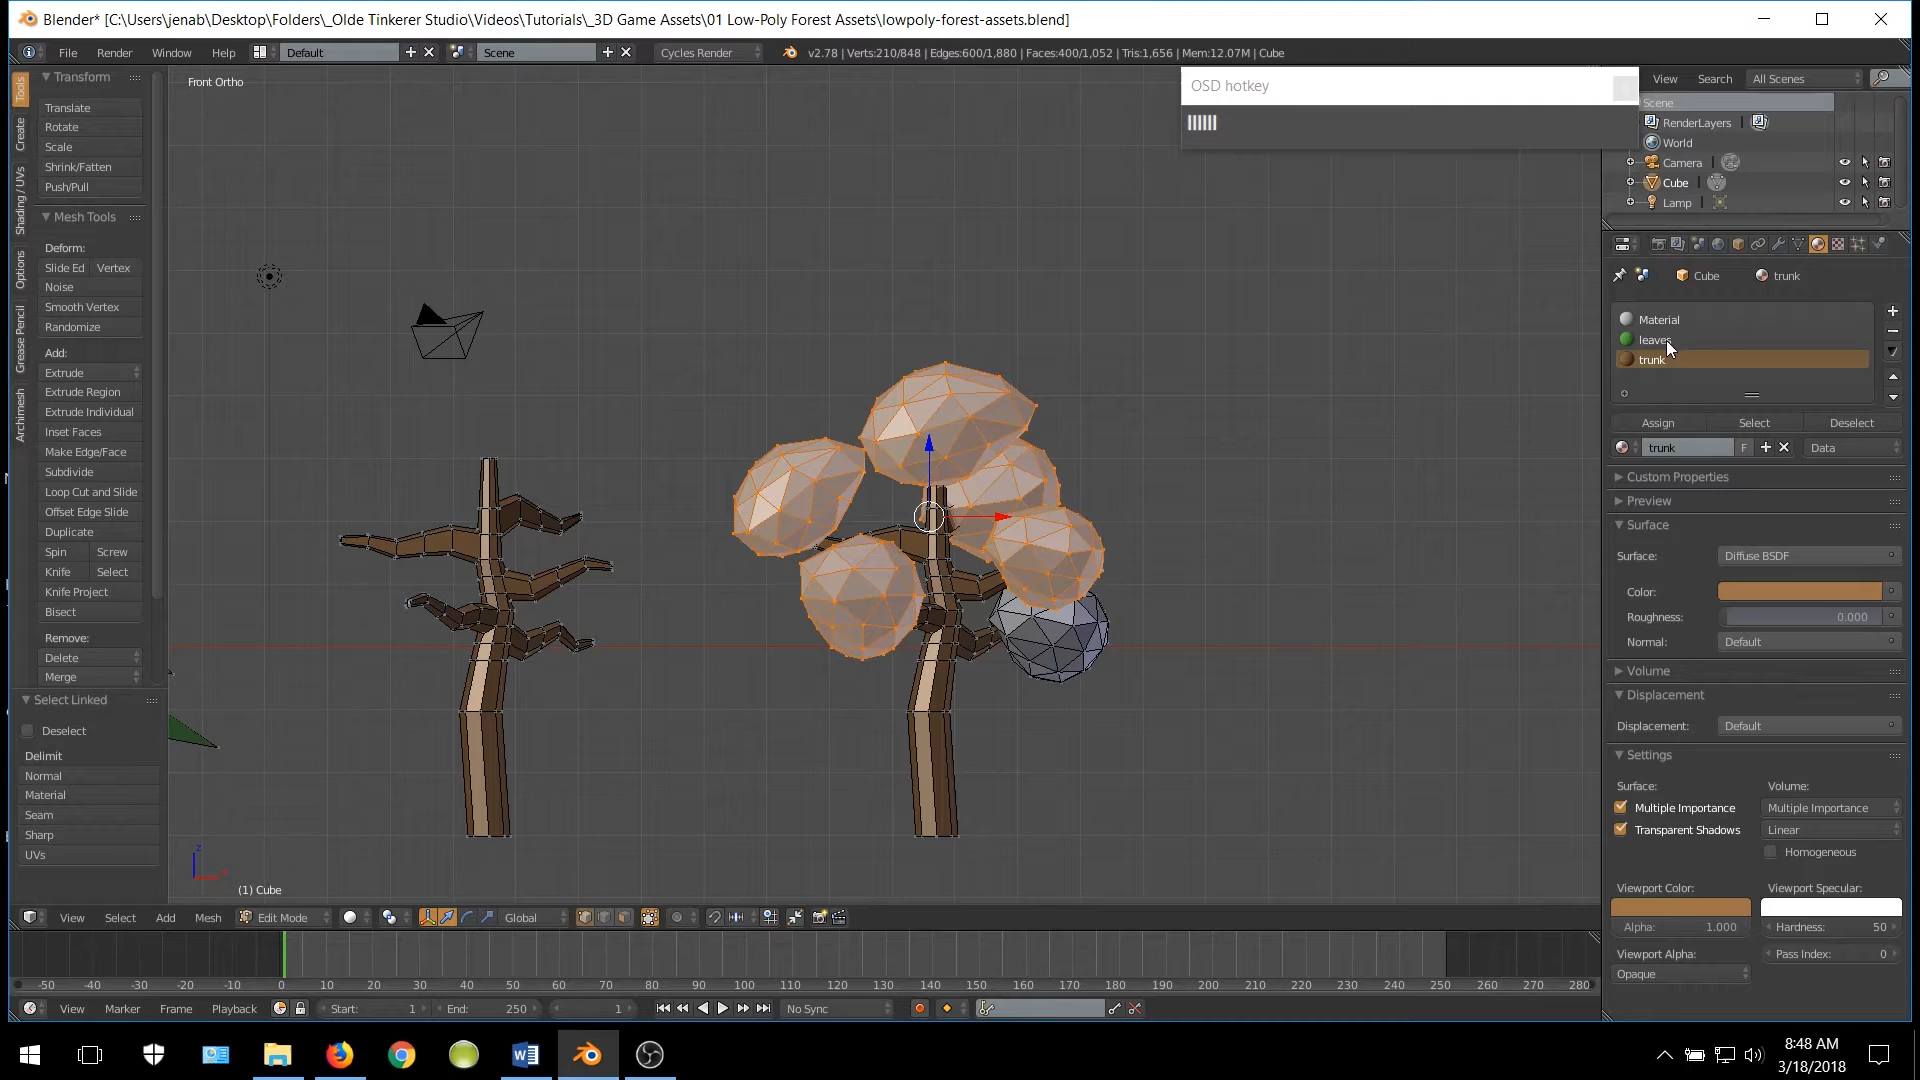 Blender* [C:\Users\jenab\Desktop\Folders\_Olde Tinkerer Studio\Videos\Tutorials\_3D Game Assets\01 Low-Poly Forest Assets\lowpoly-forest-assets.blend]
File Render Window Help Default Scene Cycles Render v2.78 | Verts:210/848 | Edges:600/1,880 | Faces:400/1,052 | Tris:1,656 | Mem:12.07M | Cube
Tools
Create
Shading / UVs
Options
Grease Pencil
Archimesh
Transform
Translate
Rotate
Scale
Shrink/Fatten
Push/Pull
Mesh Tools
Deform:
Slide Ed Vertex
Noise
Smooth Vertex
Randomize
Add:
Extrude
Extrude Region
Extrude Individual
Inset Faces
Make Edge/Face
Subdivide
Loop Cut and Slide
Offset Edge Slide
Duplicate
Spin Screw
Knife Select
Knife Project
Bisect
Remove:
Delete
Merge
Select Linked
Deselect
Delimit
Normal
Material
Seam
Sharp
UVs
Front Ortho
OSD hotkey
(1) Cube
View Select Add Mesh Edit Mode Global
-50 -40 -30 -20 -10 0 10 20 30 40 50 60 70 80 90 100 110 120 130 140 150 160 170 180 190 200 210 220 230 240 250 260 270 280
View Marker Frame Playback Start: 1 End: 250 1 No Sync
View Search All Scenes
Scene
RenderLayers
World
Camera
Cube
Lamp
Cube trunk
Material
leaves
trunk
Assign Select Deselect
trunk F Data
Custom Properties
Preview
Surface
Surface: Diffuse BSDF
Color:
Roughness: 0.000
Normal: Default
Volume
Displacement
Displacement: Default
Settings
Surface: Volume:
Multiple Importance Multiple Importance
Transparent Shadows Linear
Homogeneous
Viewport Color: Viewport Specular:
Alpha: 1.000 Hardness: 50
Viewport Alpha: Pass Index: 0
Opaque
8:48 AM
3/18/2018